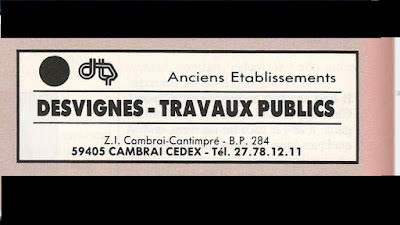 dtp
Anciens Etablissements
DESVIGNES - TRAVAUX PUBLICS
Z.I. Cambrai-Cantimpré - B.P. 284
59405 CAMBRAI CEDEX - Tél. 27.78.12.11